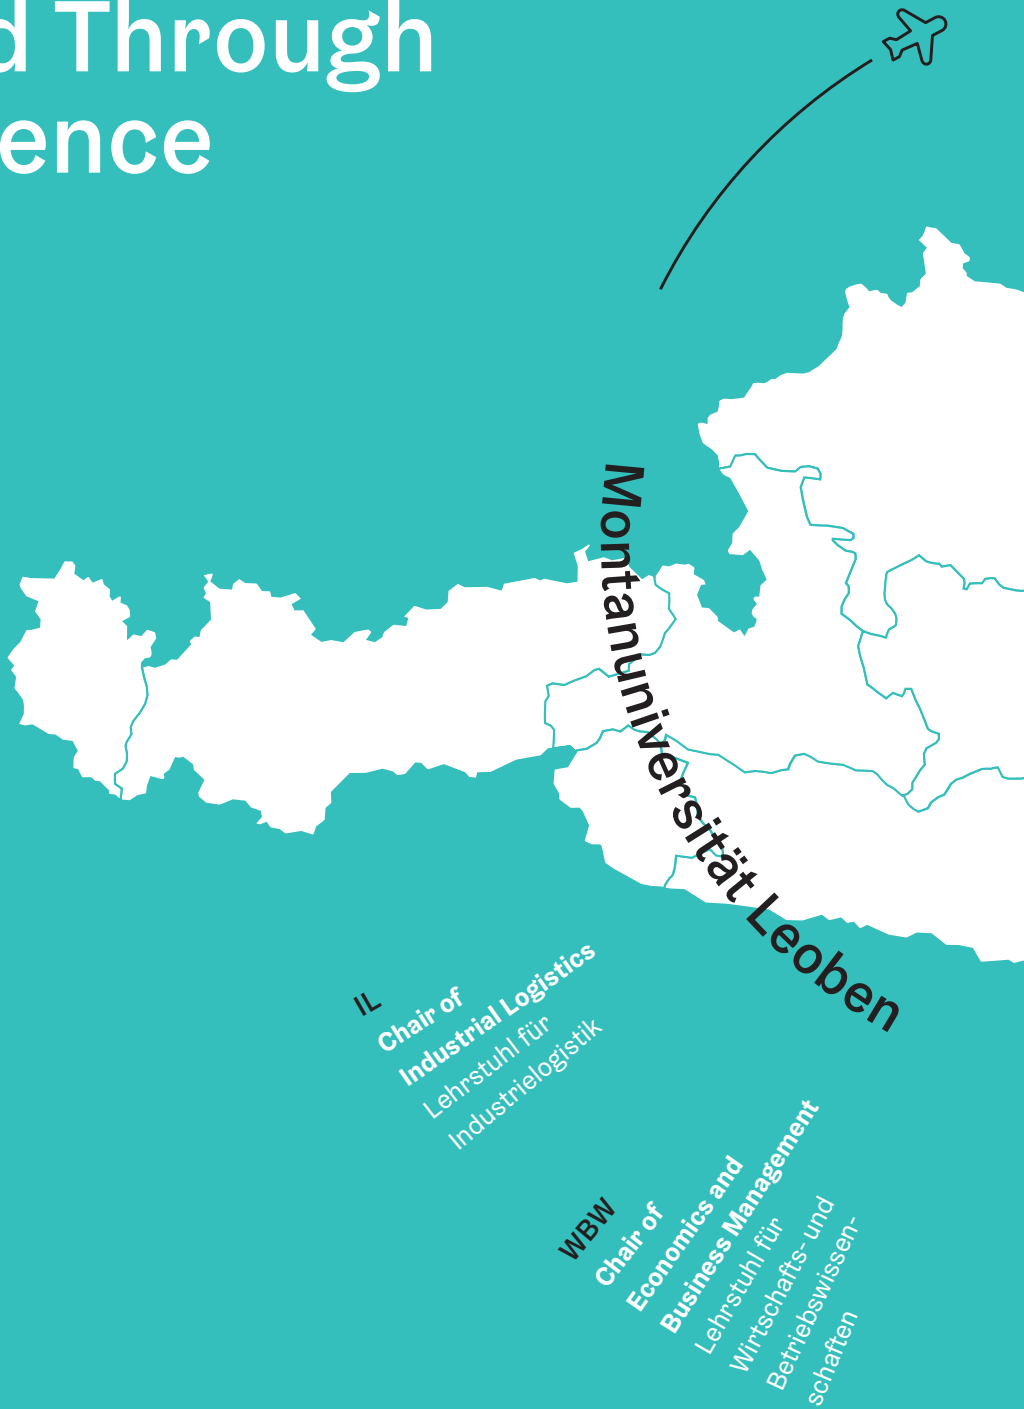 d Through
ence
Montanuniversität Leoben
IL
Chair of
Industrial Logistics
Lehrstuhl für
Industrielogistik
WBW
Chair of
Economics and
Business Management
Lehrstuhl für
Wirtschafts- und
Betriebswissen-
schaften